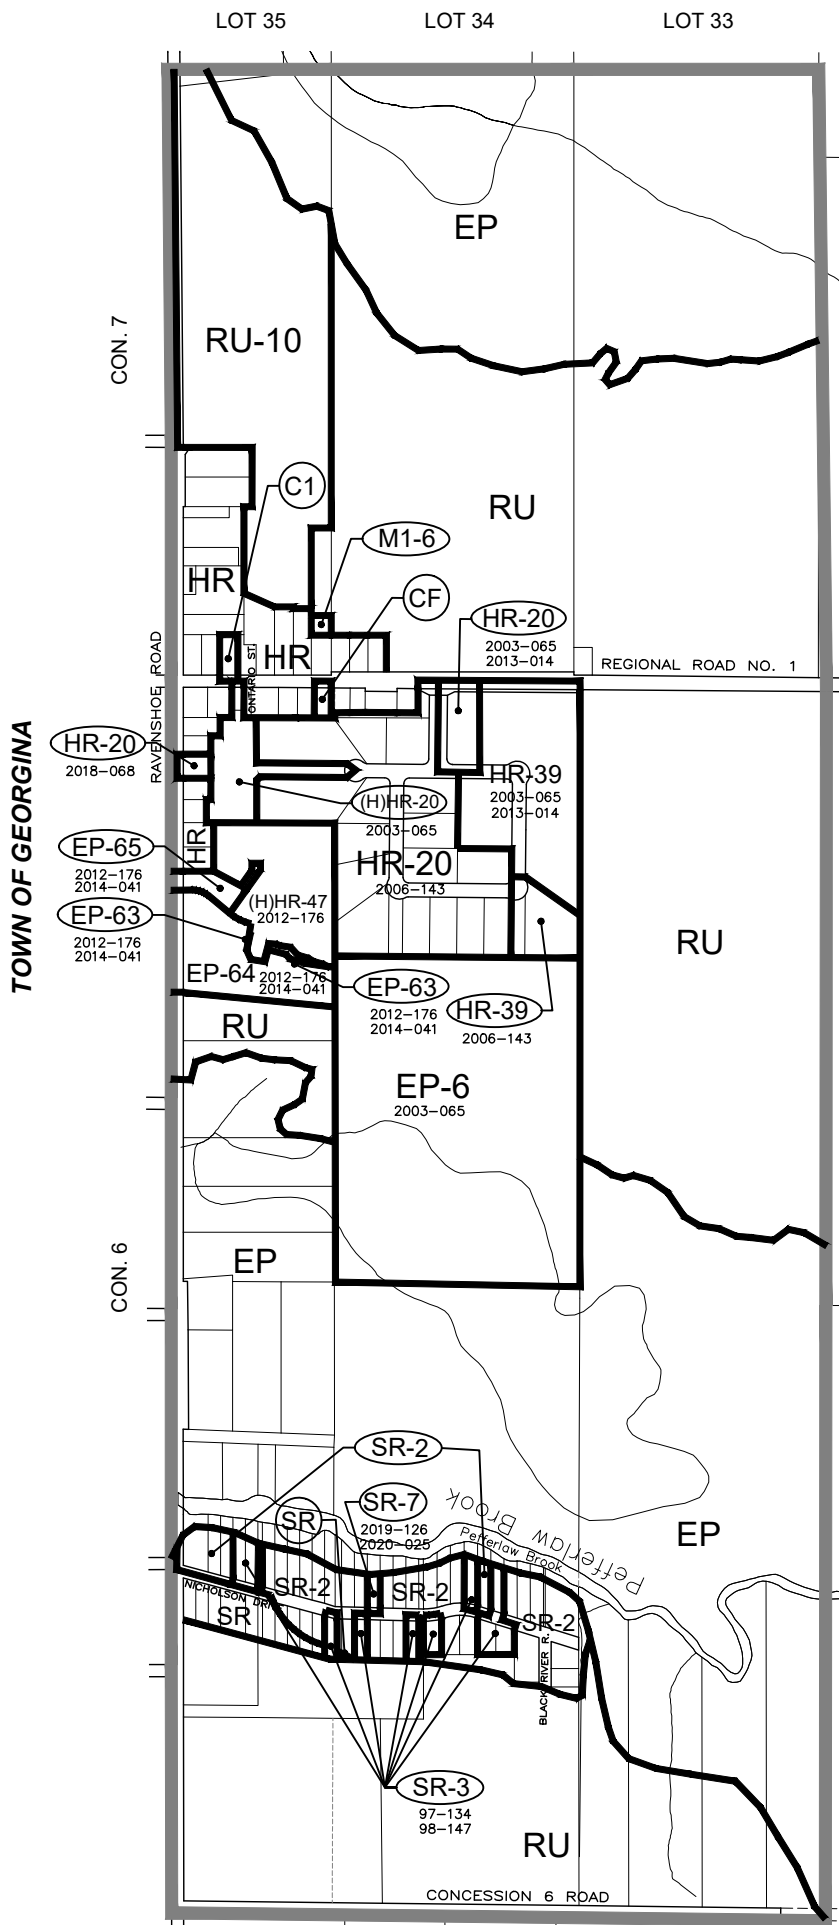 LOT 35
LOT 34
LOT 33
EP
CON. 7
RU-10
C1
RU
M1-6
HR
CF
HR-20
2003-065
2013-014
RAVENSHOE ROAD
ONTARIO ST.
HR
REGIONAL ROAD NO. 1
TOWN OF GEORGINA
HR-20
2018-068
HR-39
2003-065
2013-014
(H)HR-20
2003-065
HR
EP-65
2012-176
2014-041
HR-20
2006-143
(H)HR-47
2012-176
EP-63
2012-176
2014-041
RU
EP-64
2012-176
2014-041
EP-63
2012-176
2014-041
HR-39
2006-143
RU
EP-6
2003-065
CON. 6
EP
SR-2
SR-7
2019-126
2020-025
SR
Pefferlaw Brook
Pefferlaw Brook
EP
SR-2
SR-2
NICHOLSON DRIVE
SR
SR-2
BLACK RIVER R.
SR-3
97-134
98-147
RU
CONCESSION 6 ROAD